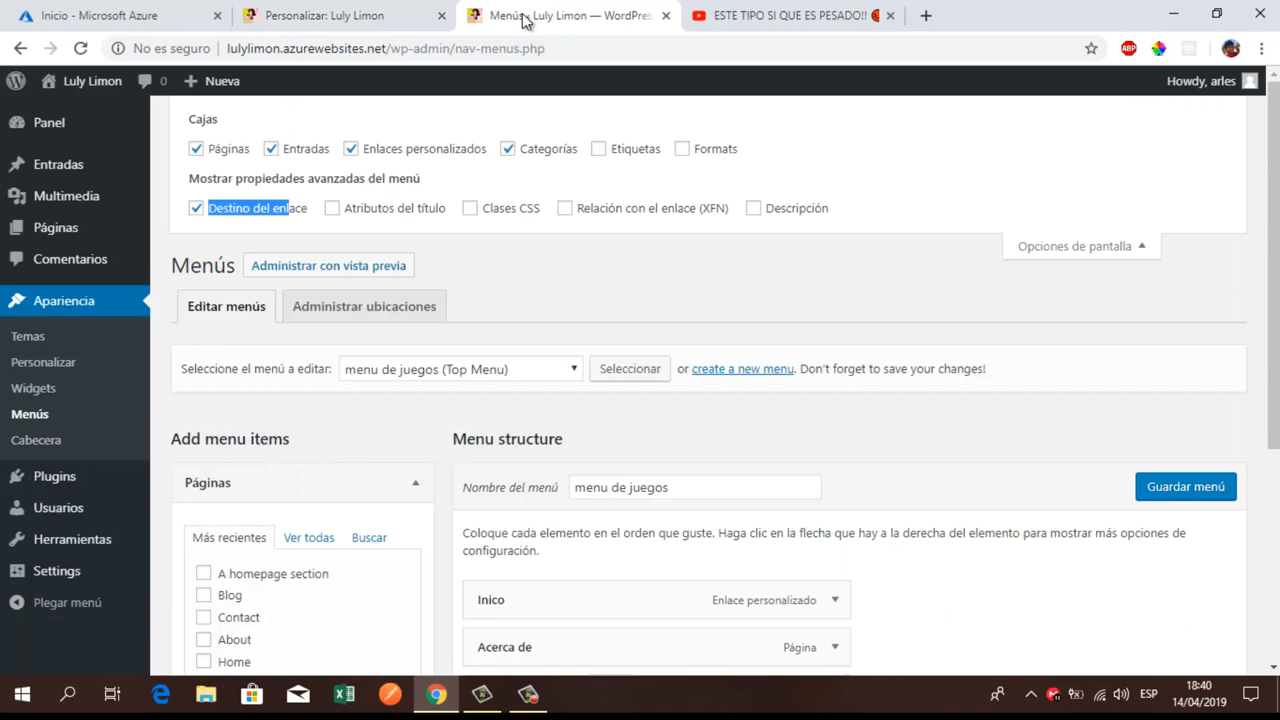 Inicio - Microsoft Azure
Personalizar: Luly Limon
Menús ‹ Luly Limon — WordPres
ESTE TIPO SI QUE ES PESADO!!
No es seguro
lulylimon.azurewebsites.net/wp-admin/nav-menus.php
ABP
Luly Limon
0
Nueva
Howdy, arles
Panel
Entradas
Multimedia
Páginas
Comentarios
Apariencia
Temas
Personalizar
Widgets
Menús
Cabecera
Plugins
Usuarios
Herramientas
Settings
Plegar menú
Cajas
Páginas Entradas Enlaces personalizados Categorías Etiquetas Formats
Mostrar propiedades avanzadas del menú
Destino del enlace Atributos del título Clases CSS Relación con el enlace (XFN) Descripción
Opciones de pantalla
Menús
Administrar con vista previa
Editar menús
Administrar ubicaciones
Seleccione el menú a editar: menu de juegos (Top Menu) Seleccionar or create a new menu. Don't forget to save your changes!
Add menu items
Páginas
Más recientes Ver todas Buscar
A homepage section
Blog
Contact
About
Home
Menu structure
Nombre del menú menu de juegos Guardar menú
Coloque cada elemento en el orden que guste. Haga clic en la flecha que hay a la derecha del elemento para mostrar más opciones de
configuración.
Inico Enlace personalizado
Acerca de Página
ESP
18:40
14/04/2019